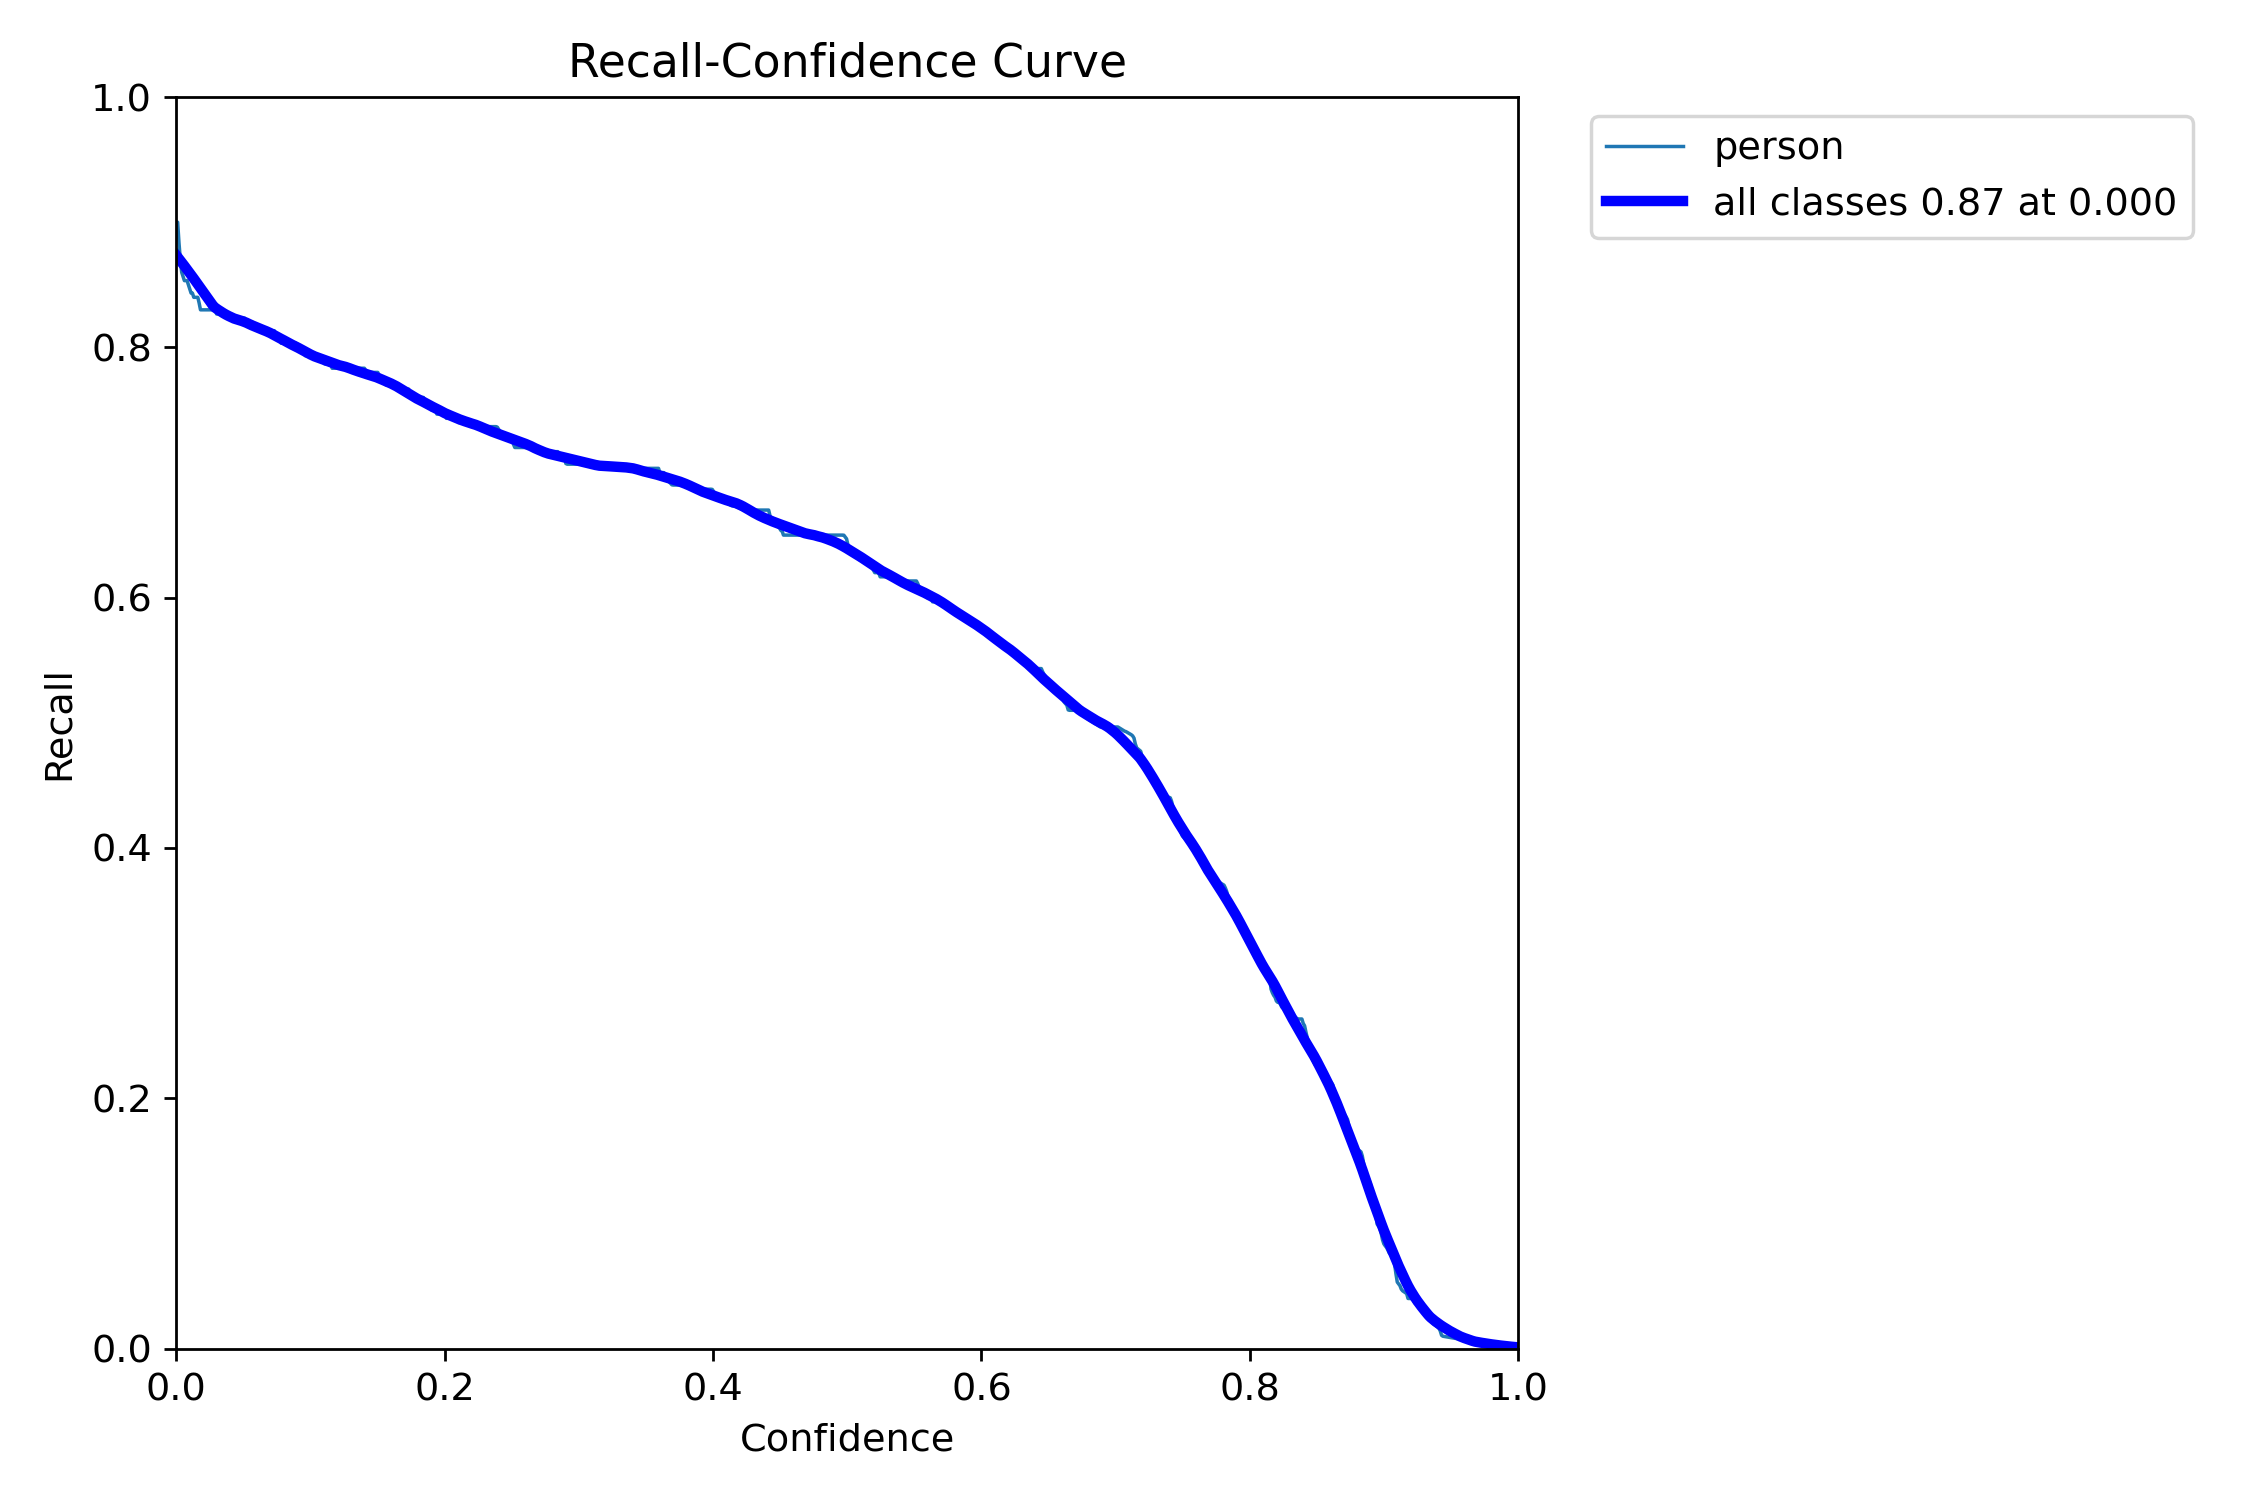 Recall-Confidence Curve
person
all classes 0.87 at 0.000
1.0
0.8
0.6
0.4
0.2
0.0
Recall
0.0 0.2 0.4 0.6 0.8 1.0
Confidence